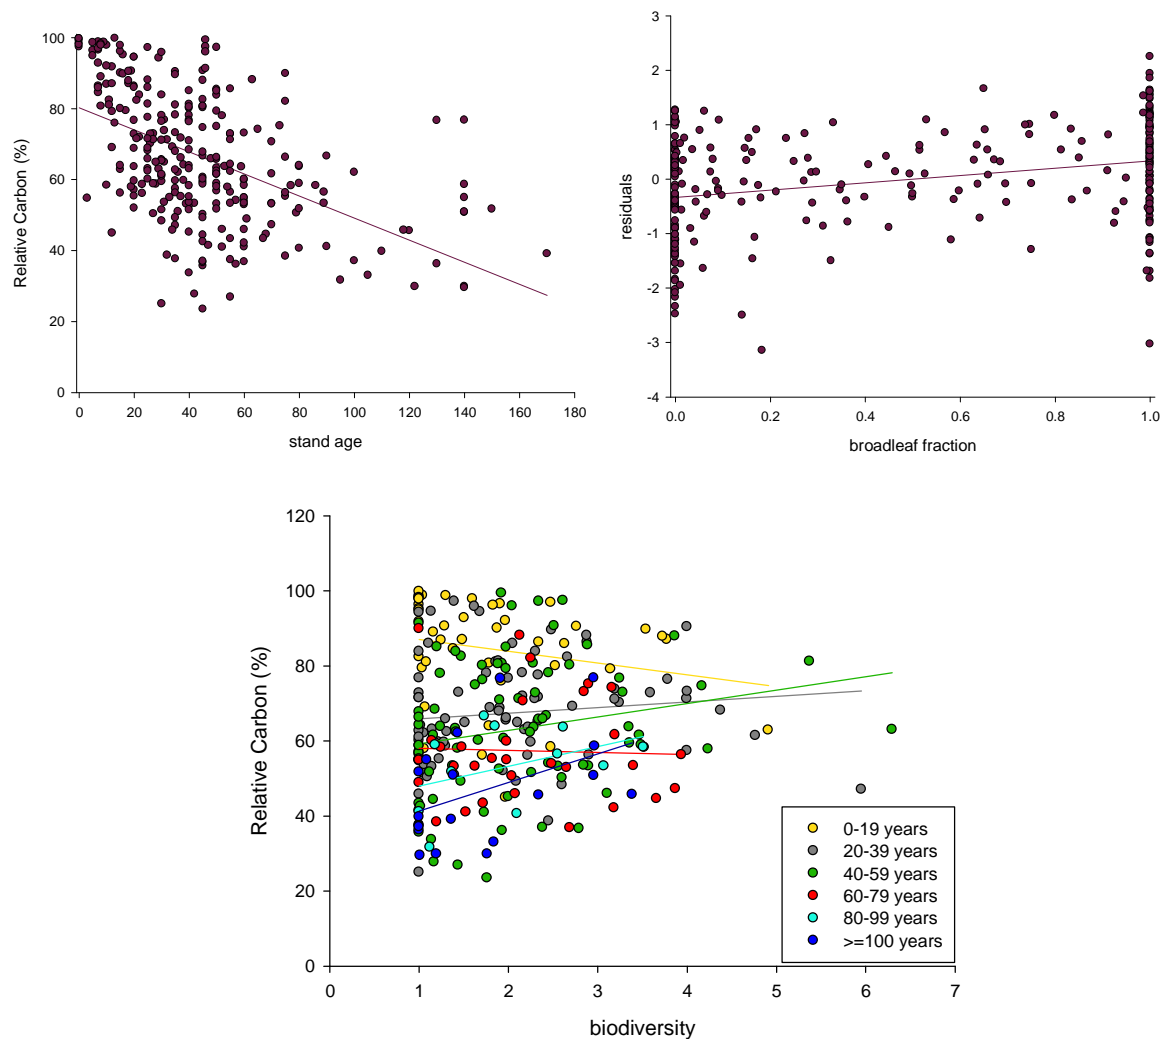 Relative Carbon (%)
100
80
60
40
20
0
0 20 40 60 80 100 120 140 160 180
stand age
residuals
3
2
1
0
-1
-2
-3
-4
0.0 0.2 0.4 0.6 0.8 1.0
broadleaf fraction
Relative Carbon (%)
120
100
80
60
40
20
0
0 1 2 3 4 5 6 7
biodiversity
0-19 years
20-39 years
40-59 years
60-79 years
80-99 years
>=100 years